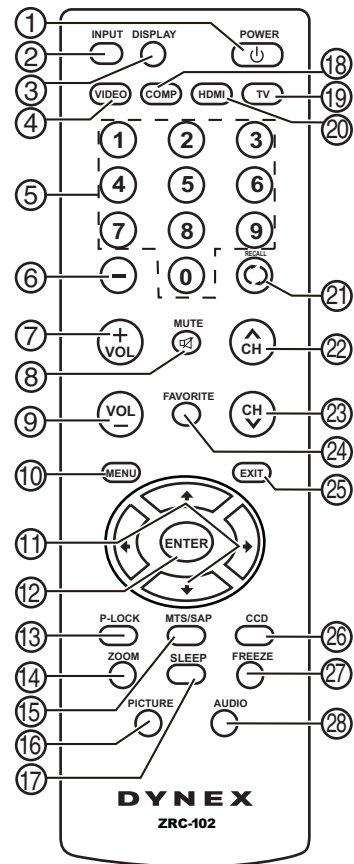 1 INPUT DISPLAY POWER
2
3 18
4 VIDEO COMP HDMI TV 19
20
1 2 3
5 4 5 6
7 8 9
6 − 0 RECALL 21
7 + VOL MUTE CH 22
8
9 VOL − FAVORITE CH 23
24
10 MENU EXIT 25
11
12 ENTER
13 P-LOCK MTS/SAP CCD 26
14 ZOOM SLEEP FREEZE 27
15
16 PICTURE AUDIO 28
17
DYNEX
ZRC-102